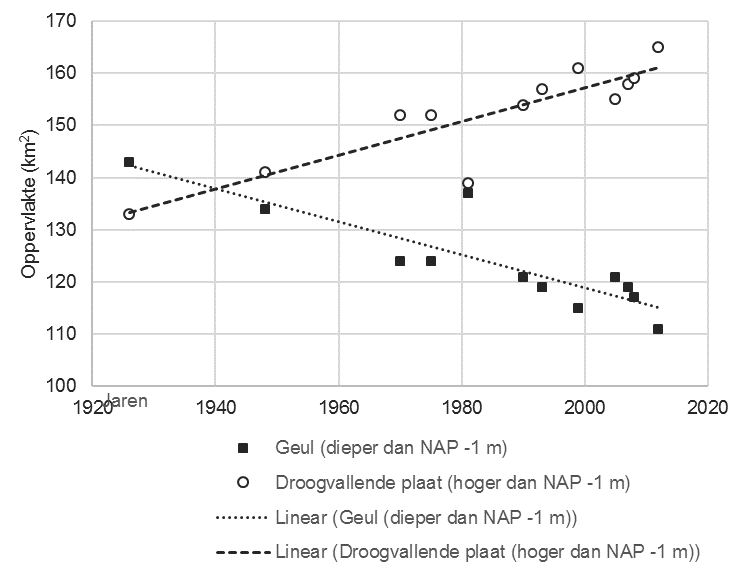 170
160
150
140
130
120
110
100
Oppervlakte (km2)
1920 1940 1960 1980 2000 2020
Jaren
Geul (dieper dan NAP -1 m)
Droogvallende plaat (hoger dan NAP -1 m)
Linear (Geul (dieper dan NAP -1 m))
Linear (Droogvallende plaat (hoger dan NAP -1 m))